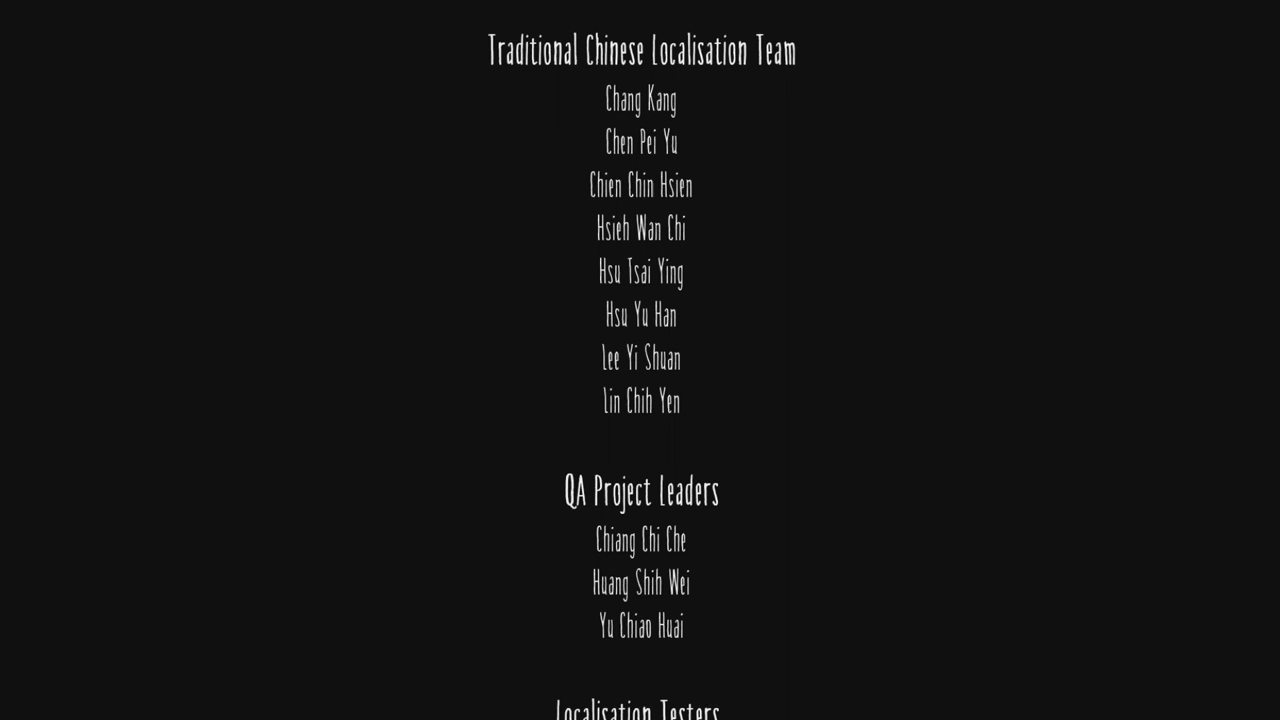 Traditional Chinese Localisation Team
Chang Kang
Chen Pei Yu
Chien Chin Hsien
Hsieh Wan Chi
Hsu Tsai Ying
Hsu Yu Han
Lee Yi Shuan
Lin Chih Yen
QA Project Leaders
Chiang Chi Che
Huang Shih Wei
Yu Chiao Huai
Localisation Testers